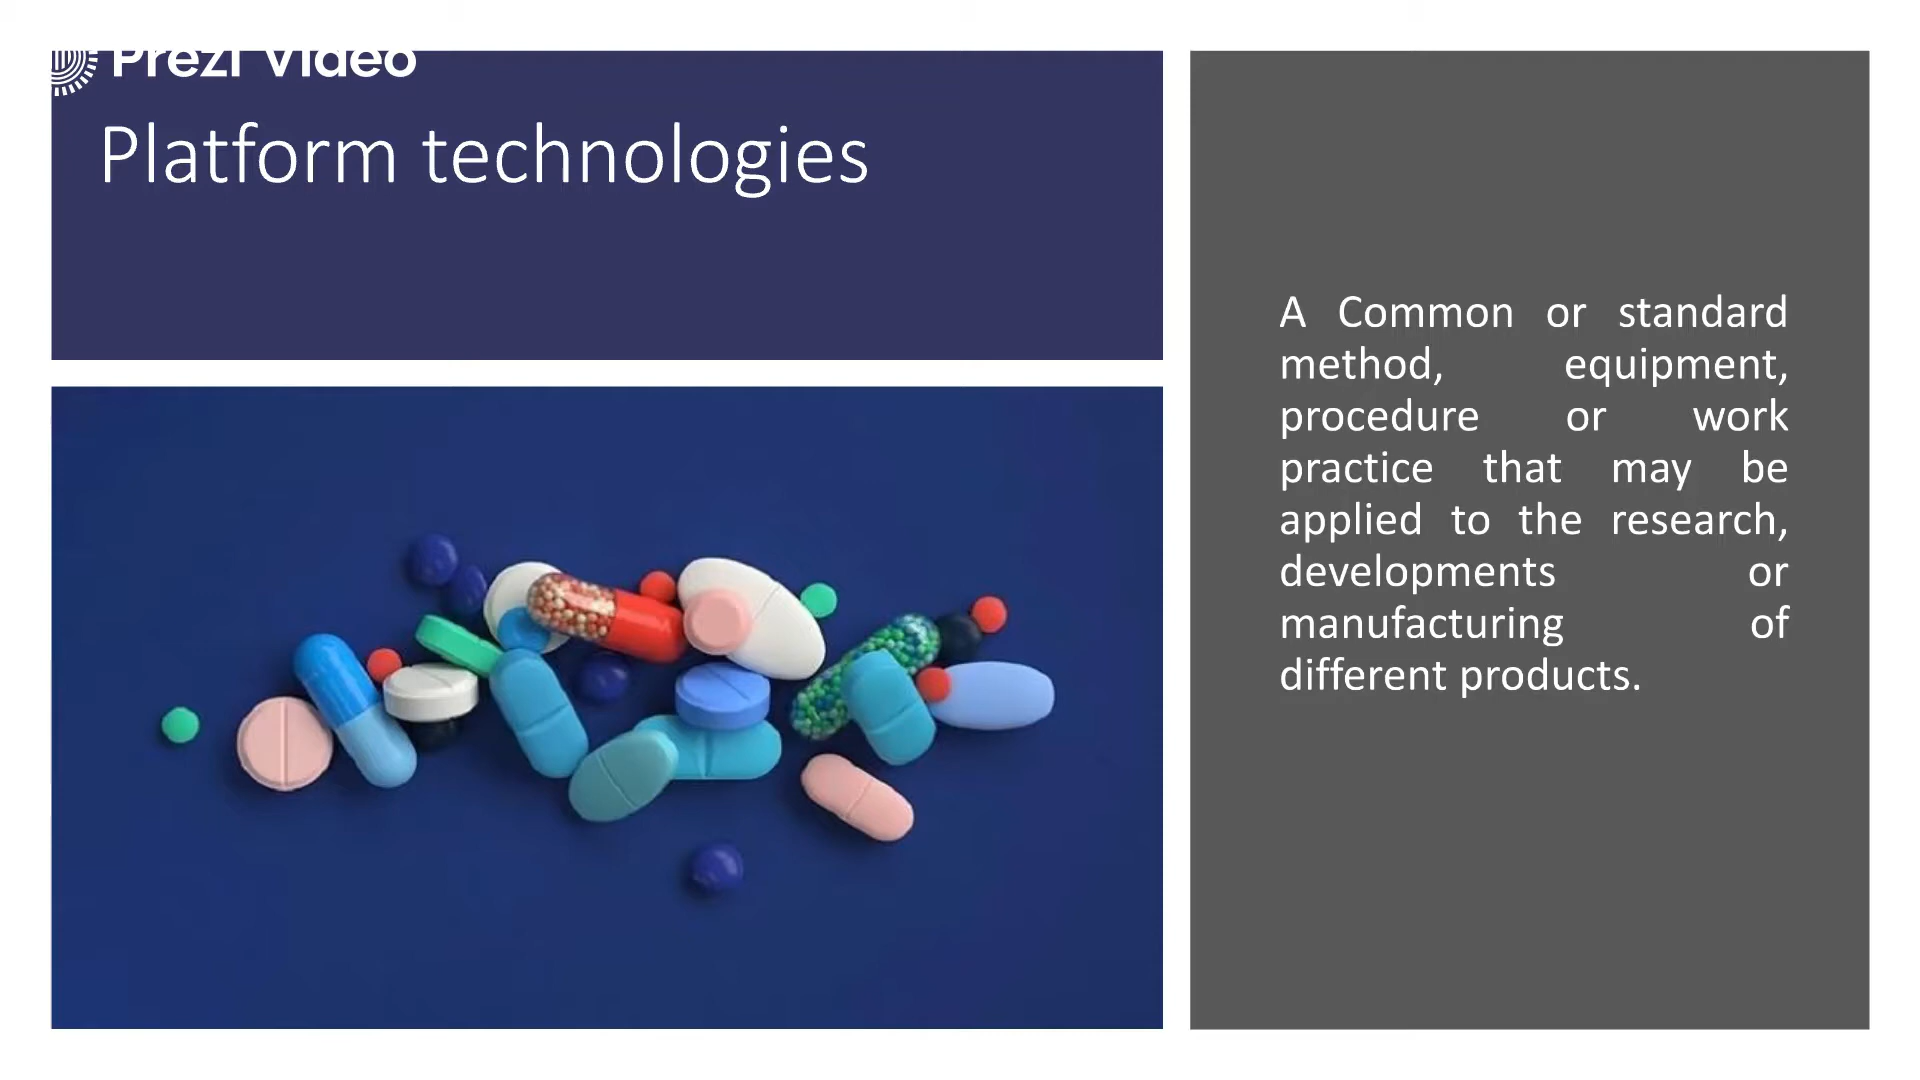 Prezi Video
Platform technologies
A Common or standard
method, equipment,
procedure or work
practice that may be
applied to the research,
developments or
manufacturing of
different products.